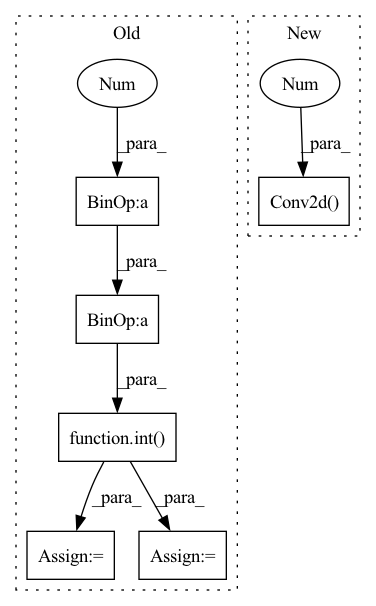 Old
New
Num
Num
_para_
_para_
BinOp:a
Conv2d()
_para_
BinOp:a
_para_
function.int()
_para_
_para_
Assign:=
Assign:=